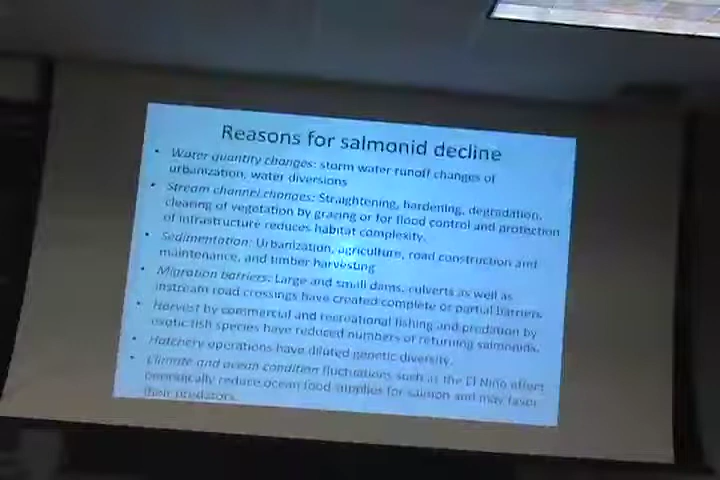 Reasons for salmonid decline
• Water quantity changes: storm water runoff changes of
urbanization, water diversions
• Stream channel changes: Straightening, hardening, degradation,
clearing of vegetation by grazing or for flood control and protection
of infrastructure reduces habitat complexity.
• Sedimentation: Urbanization, agriculture, road construction and
maintenance, and timber harvesting
• Migration barriers: Large and small dams, culverts as well as
instream road crossings have created complete or partial barriers.
• Harvest by commercial and recreational fishing and predation by
exotic fish species have reduced numbers of returning salmonids.
• Hatchery operations have diluted genetic diversity.
• Climate and ocean condition fluctuations such as the El Niño effect
periodically reduce ocean food supplies for salmon and may favor
their predators.